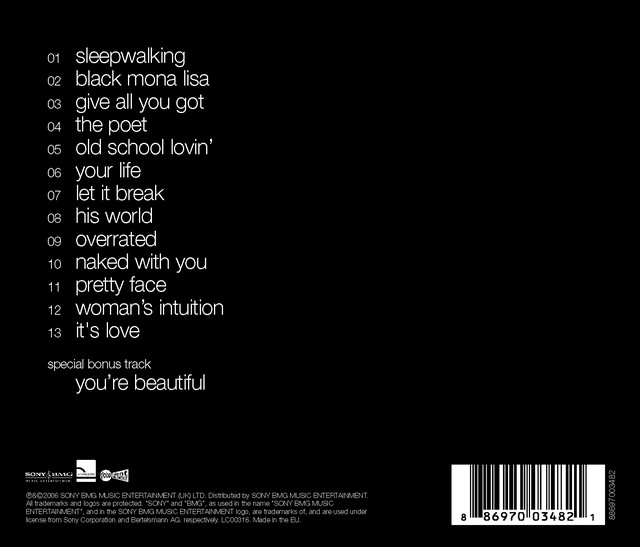 01 sleepwalking
02 black mona lisa
03 give all you got
04 the poet
05 old school lovin'
06 your life
07 let it break
08 his world
09 overrated
10 naked with you
11 pretty face
12 woman's intuition
13 it's love
special bonus track
you're beautiful
SONY BMG
MUSIC ENTERTAINMENT
℗&©2006 SONY BMG MUSIC ENTERTAINMENT (UK) LTD. Distributed by SONY BMG MUSIC ENTERTAINMENT.
All trademarks and logos are protected. "SONY" and "BMG", as used in the name "SONY BMG MUSIC
ENTERTAINMENT", and in the SONY BMG MUSIC ENTERTAINMENT logo, are trademarks of, and are used under
license from Sony Corporation and Bertelsmann AG. respectively. LC00316. Made in the EU.
8 86970 03482 1
88697003482